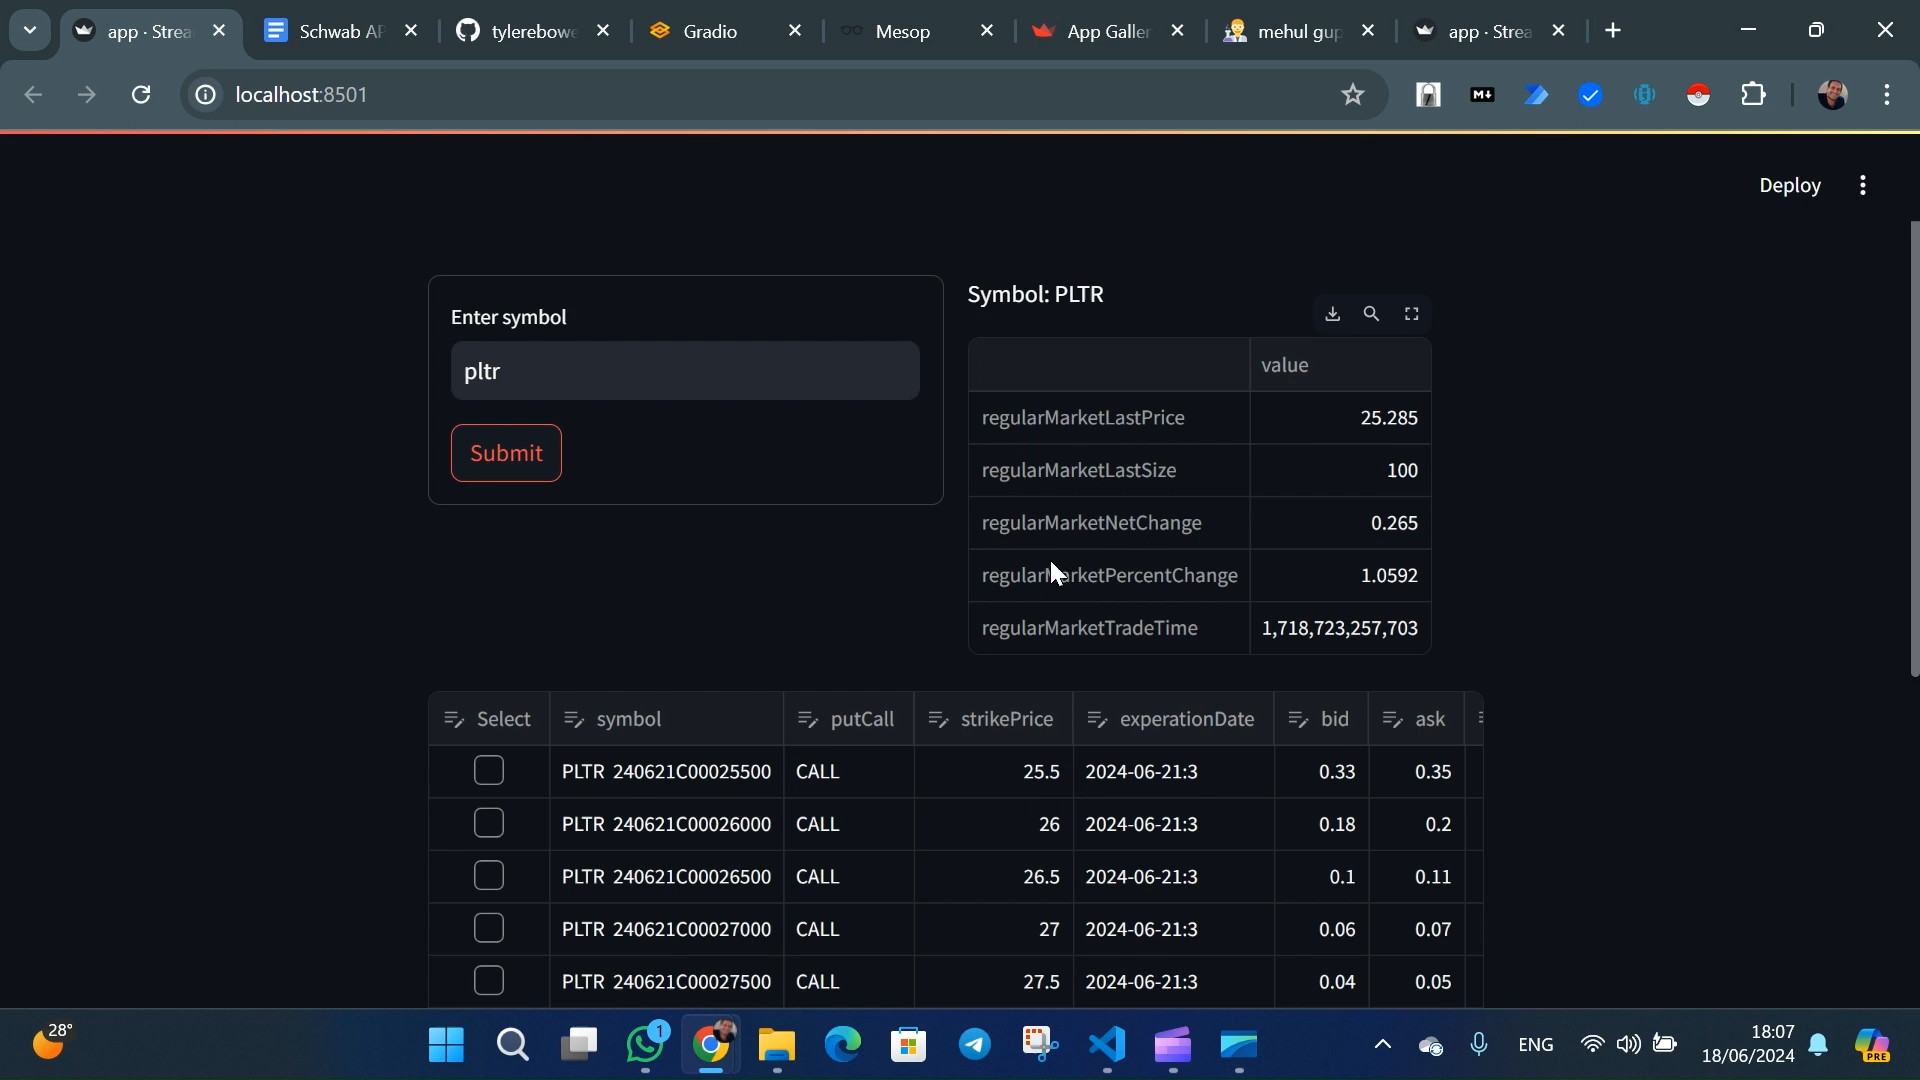 app · Strea
Schwab AP
tylerebowe
Gradio
Mesop
App Galler
mehul gup
app · Strea
localhost:8501
M
Deploy
Enter symbol
pltr
Submit
Symbol: PLTR
value
regularMarketLastPrice 25.285
regularMarketLastSize 100
regularMarketNetChange 0.265
regularMarketPercentChange 1.0592
regularMarketTradeTime 1,718,723,257,703
Select symbol putCall strikePrice experationDate bid ask
PLTR 240621C00025500 CALL 25.5 2024-06-21:3 0.33 0.35
PLTR 240621C00026000 CALL 26 2024-06-21:3 0.18 0.2
PLTR 240621C00026500 CALL 26.5 2024-06-21:3 0.1 0.11
PLTR 240621C00027000 CALL 27 2024-06-21:3 0.06 0.07
PLTR 240621C00027500 CALL 27.5 2024-06-21:3 0.04 0.05
28°
1
ENG
18:07
18/06/2024
PRE